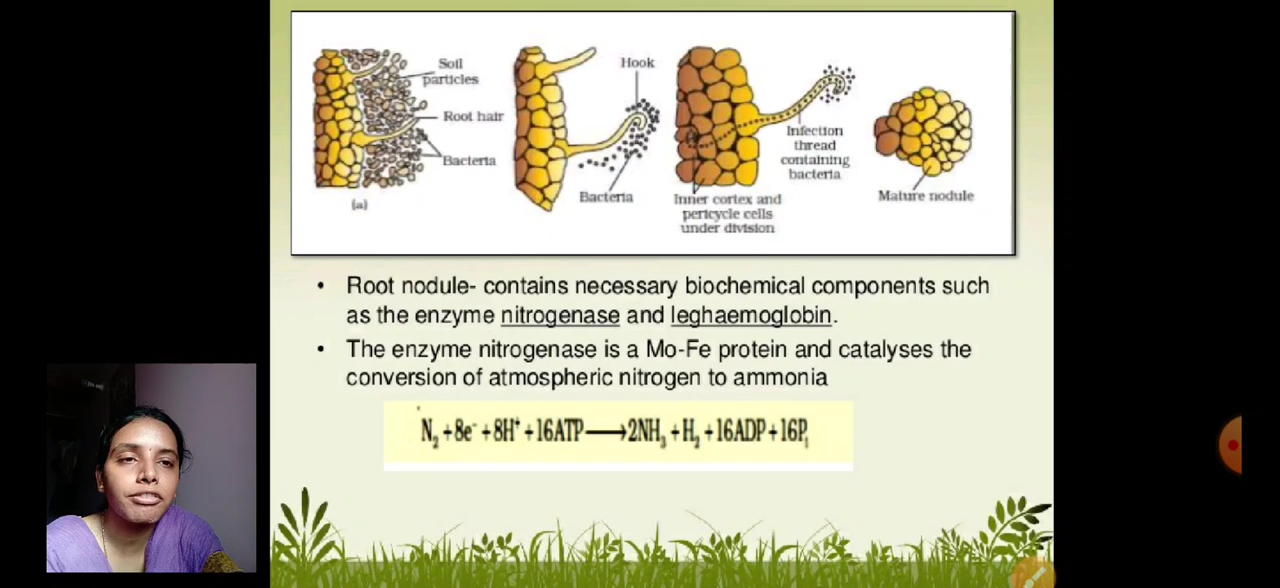 Soil
particles
Root hair
Bacteria
(a)
Hook
Bacteria
Infection
thread
containing
bacteria
Inner cortex and
pericycle cells
under division
Mature nodule
• Root nodule- contains necessary biochemical components such
as the enzyme nitrogenase and leghaemoglobin.
• The enzyme nitrogenase is a Mo-Fe protein and catalyses the
conversion of atmospheric nitrogen to ammonia
N₂ +8e⁻ +8H⁺ +16ATP⟶2NH₃ +H₂ +16ADP+16Pᵢ